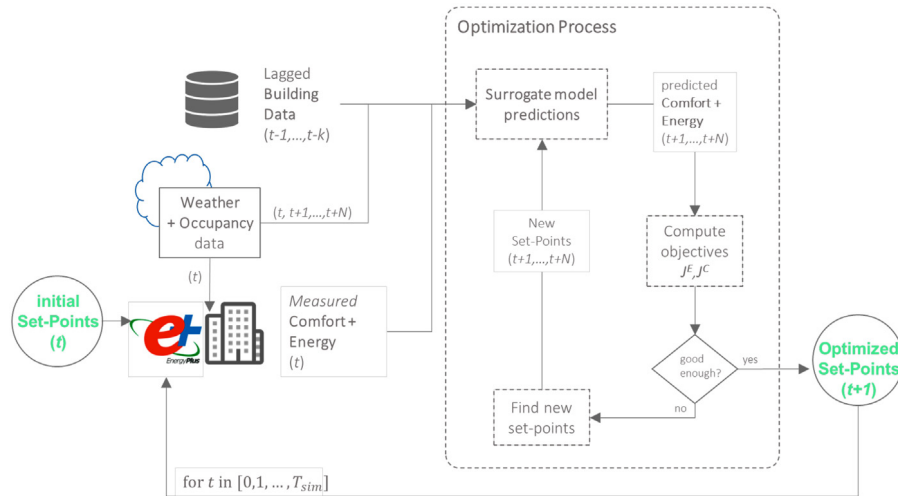 Optimization Process
Lagged
Building
Data
(t-1,...,t-k)
Surrogate model
predictions
predicted
Comfort +
Energy
(t+1,...,t+N)
Weather
+ Occupancy
data
(t, t+1,...,t+N)
New
Set-Points
(t+1,...,t+N)
Compute
objectives
J^E, J^C
(t)
initial
Set-Points
(t)
e+
EnergyPlus
Measured
Comfort +
Energy
(t)
good
enough?
yes
no
Optimized
Set-Points
(t+1)
Find new
set-points
for t in [0,1, ... , T_sim]